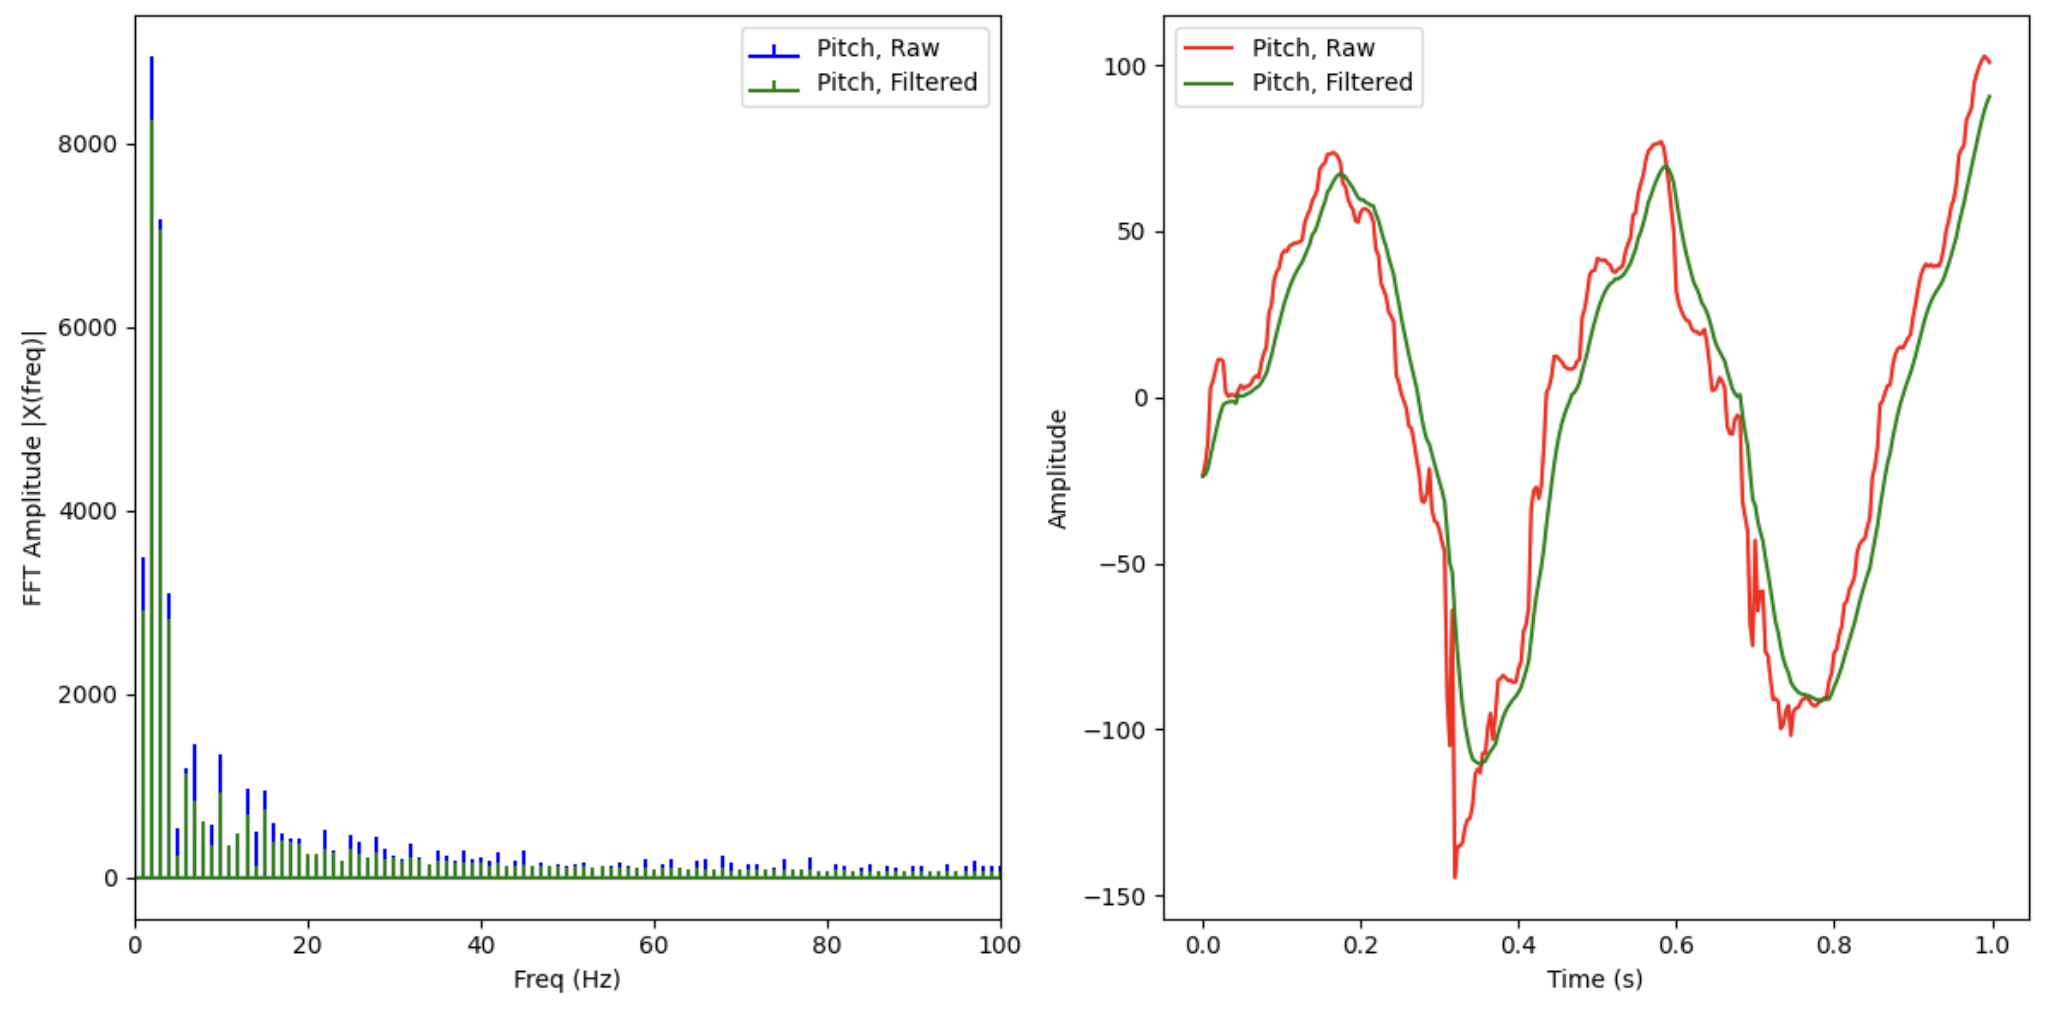 Pitch, Raw
Pitch, Filtered
8000
6000
4000
2000
0
FFT Amplitude |X(freq)|
0 20 40 60 80 100
Freq (Hz)
Pitch, Raw
Pitch, Filtered
100
50
0
−50
−100
−150
Amplitude
0.0 0.2 0.4 0.6 0.8 1.0
Time (s)